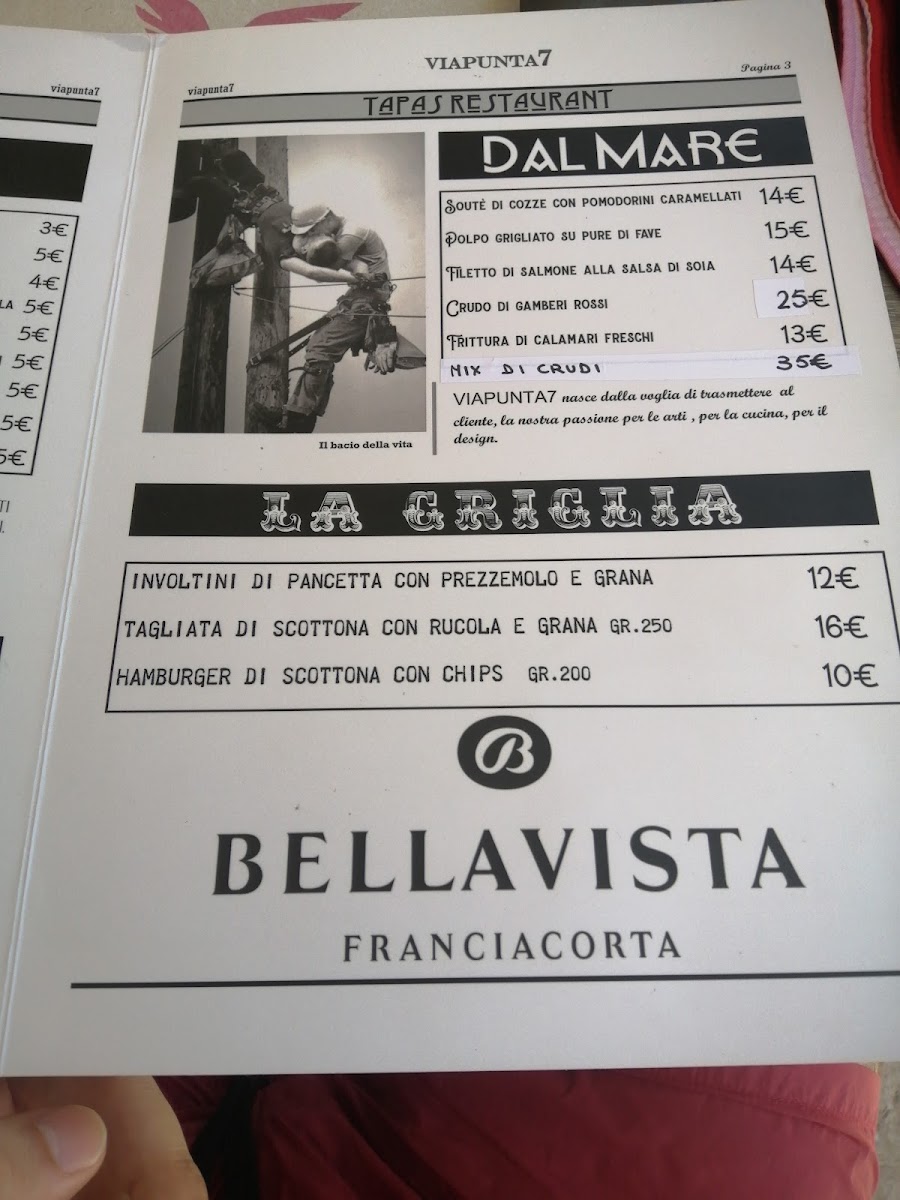 viapunta7
3€
5€
4€
LA 5€
5€
5€
5€
5€
5€
VIAPUNTA7
viapunta7
Pagina 3
TAPAS RESTAURANT
DAL MARE
SOUTÈ DI COZZE CON POMODORINI CARAMELLATI 14€
POLPO GRIGLIATO SU PURE DI FAVE 15€
FILETTO DI SALMONE ALLA SALSA DI SOIA 14€
CRUDO DI GAMBERI ROSSI 25€
FRITTURA DI CALAMARI FRESCHI 13€
MIX DI CRUDI 35€
Il bacio della vita
VIAPUNTA7 nasce dalla voglia di trasmettere al
cliente, la nostra passione per le arti , per la cucina, per il
design.
LA GRIGLIA
INVOLTINI DI PANCETTA CON PREZZEMOLO E GRANA 12€
TAGLIATA DI SCOTTONA CON RUCOLA E GRANA GR.250 16€
HAMBURGER DI SCOTTONA CON CHIPS GR.200 10€
B
BELLAVISTA
FRANCIACORTA